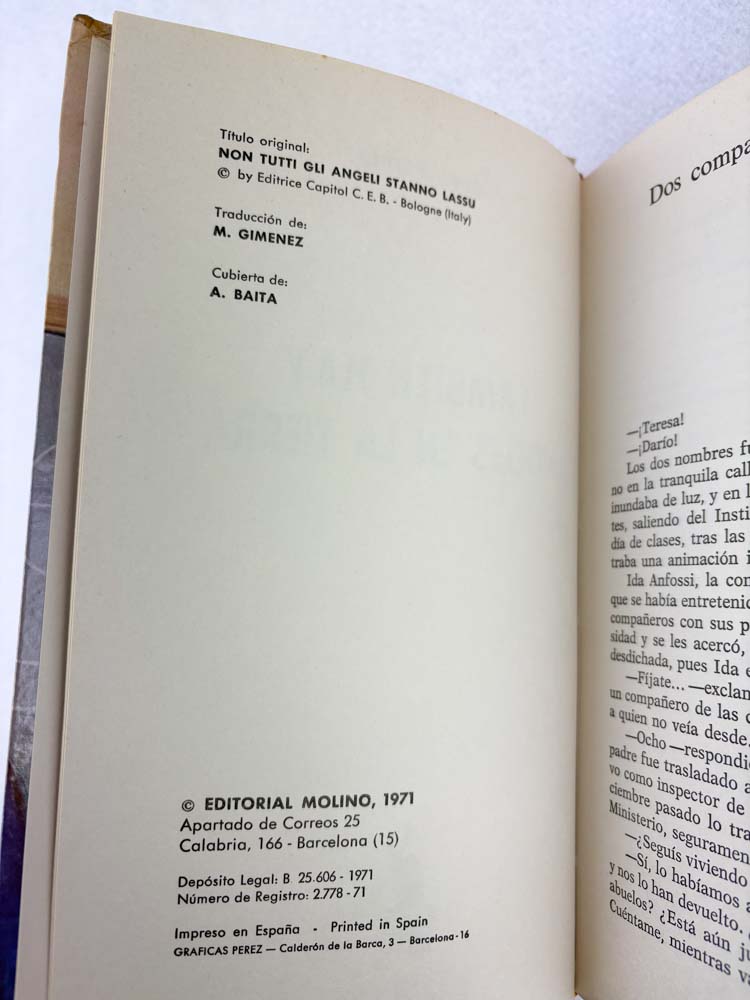 Título original:
NON TUTTI GLI ANGELI STANNO LASSU
© by Editrice Capitol C. E. B. - Bologne (Italy)
Traducción de:
M. GIMENEZ
Cubierta de:
A. BAITA
© EDITORIAL MOLINO, 1971
Apartado de Correos 25
Calabria, 166 - Barcelona (15)
Depósito Legal: B. 25.606 - 1971
Número de Registro: 2.778 - 71
Impreso en España - Printed in Spain
GRAFICAS PEREZ — Calderón de la Barca, 3 — Barcelona - 16
Dos compa
—¡Teresa!
—¡Darío!
Los dos nombres fu
no en la tranquila call
inundaba de luz, y en l
tes, saliendo del Insti
día de clases, tras las
traba una animación i
Ida Anfossi, la con
que se había entretenid
compañeros con sus p
sidad y se les acercó,
desdichada, pues Ida e
—Fíjate... —exclan
un compañero de las c
a quien no veía desde.
—Ocho —respondió
padre fue trasladado a
vo como inspector de
ciembre pasado lo tra
Ministerio, seguramen
—¿Seguís viviendo
—Sí, lo habíamos a
y nos lo han devuelto.
abuelos? ¿Está aún ju
Cuéntame, mientras va